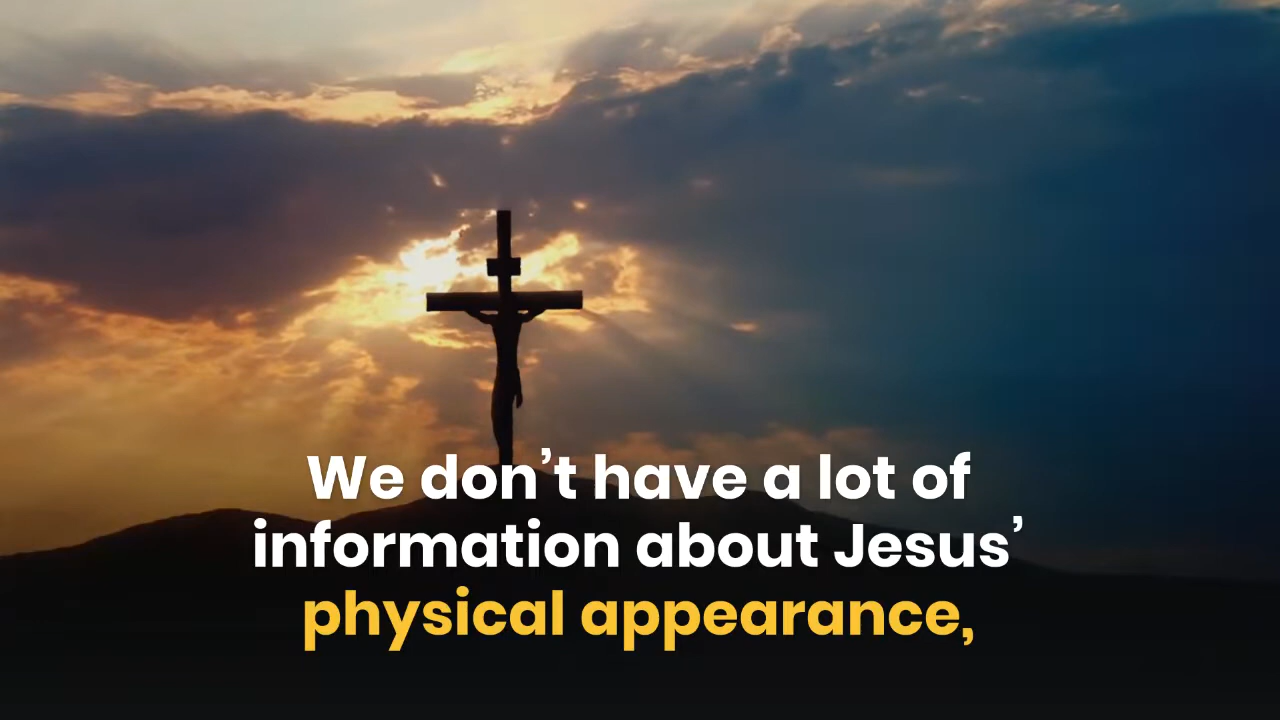 We don’t have a lot of
information about Jesus’
physical appearance,